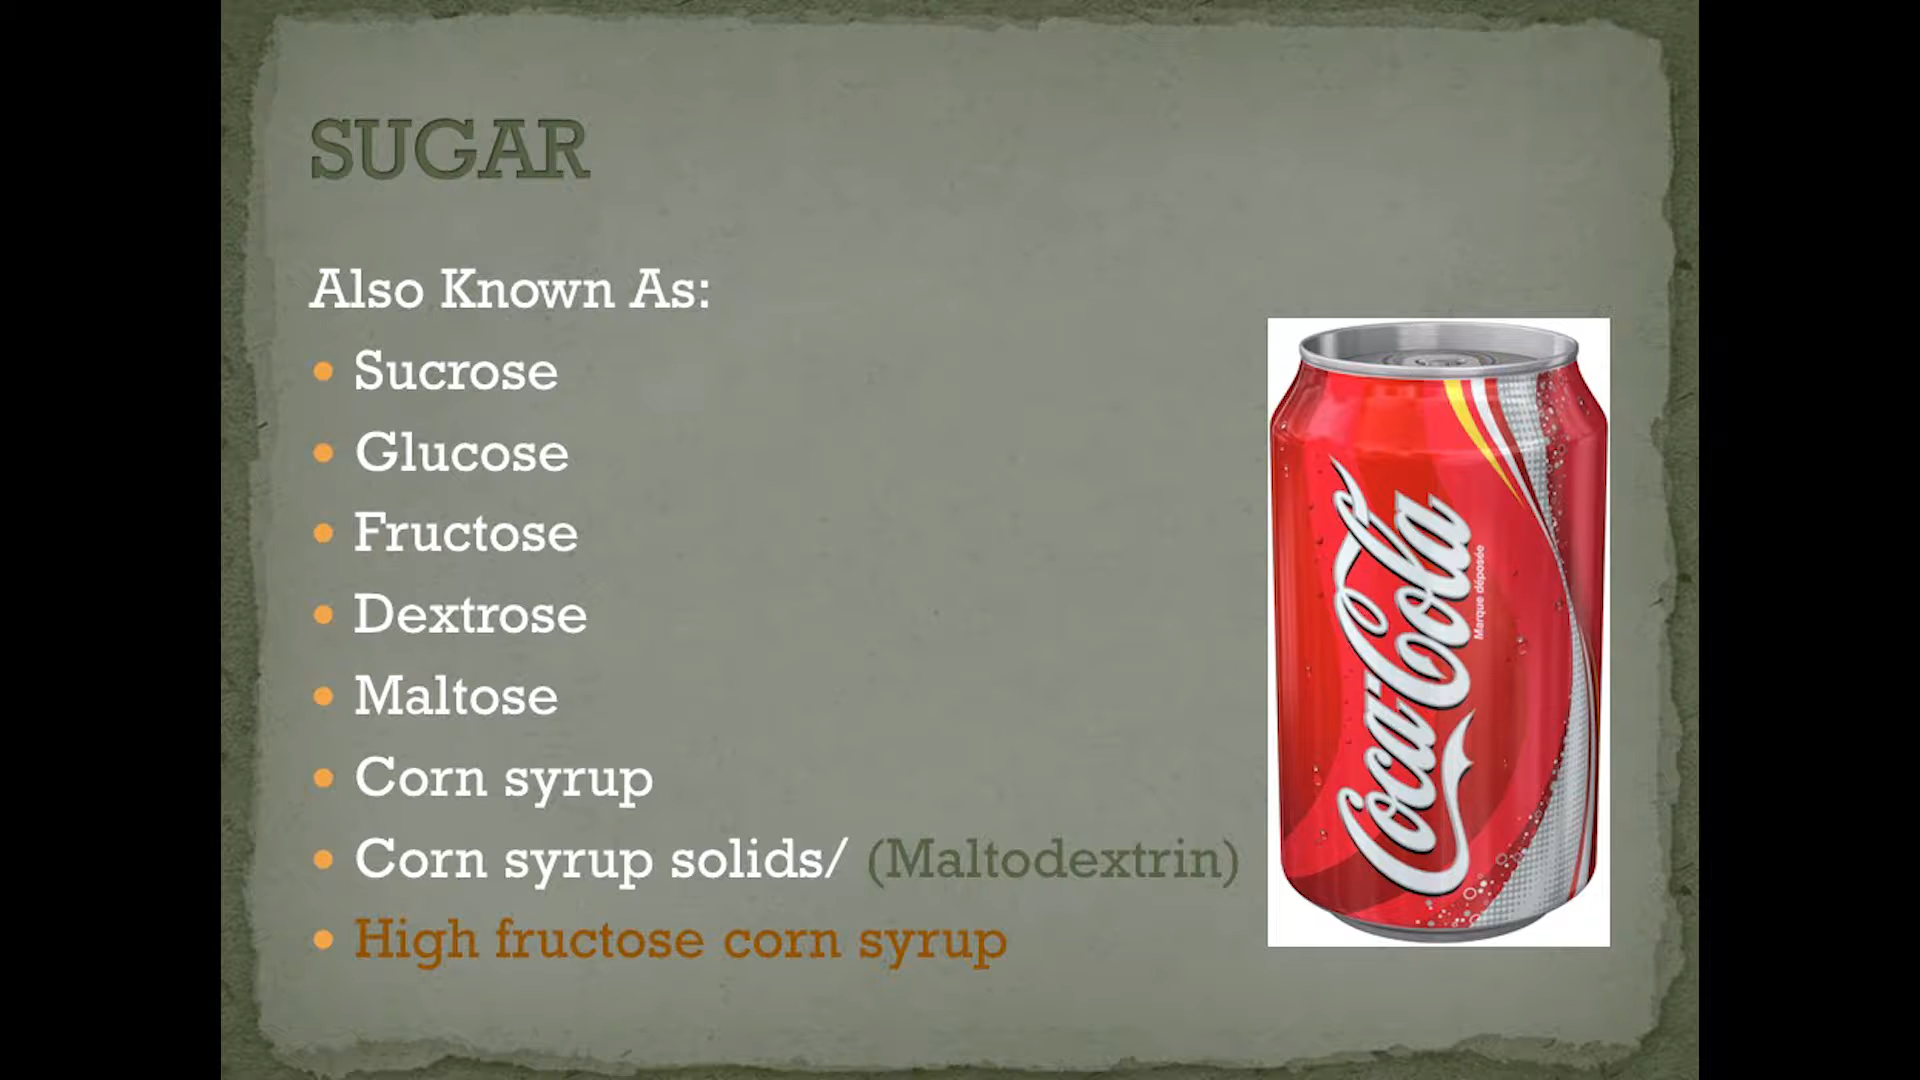 SUGAR
Also Known As:
• Sucrose
• Glucose
• Fructose
• Dextrose
• Maltose
• Corn syrup
• Corn syrup solids/ (Maltodextrin)
• High fructose corn syrup
Coca-Cola
Marque déposée